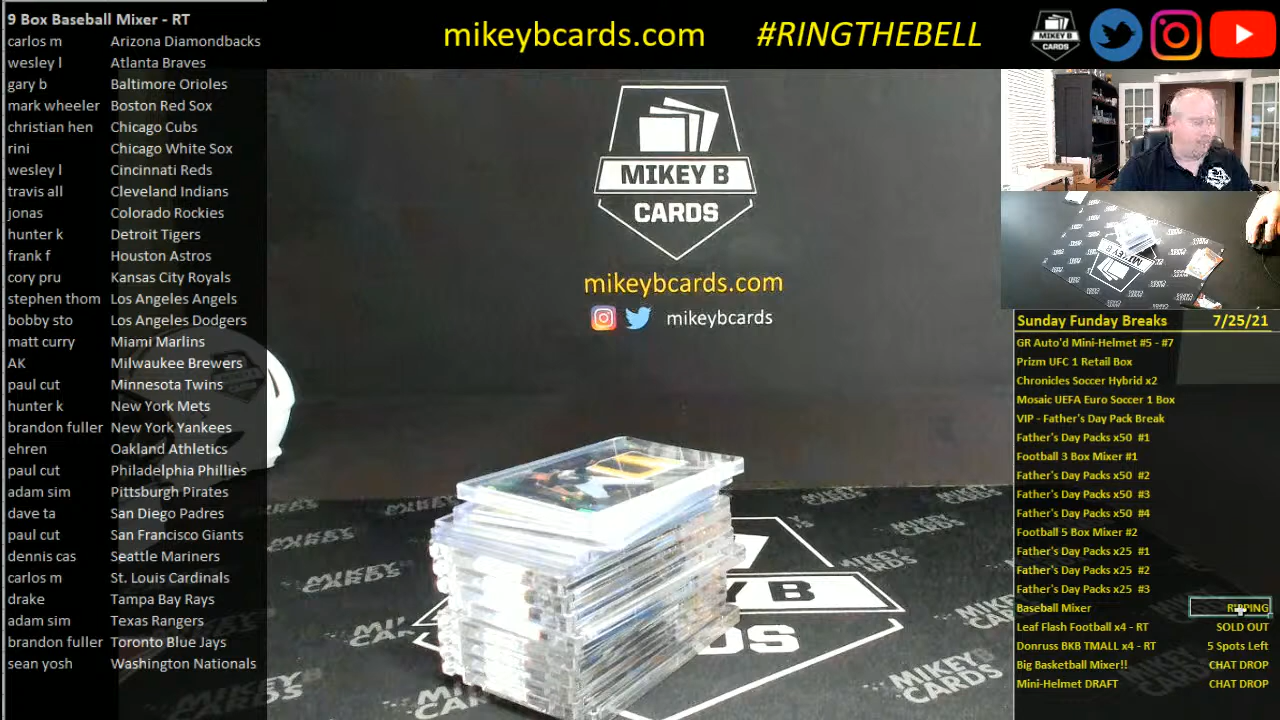 9 Box Baseball Mixer - RT
carlos m Arizona Diamondbacks
wesley l Atlanta Braves
gary b Baltimore Orioles
mark wheeler Boston Red Sox
christian hen Chicago Cubs
rini Chicago White Sox
wesley l Cincinnati Reds
travis all Cleveland Indians
jonas Colorado Rockies
hunter k Detroit Tigers
frank f Houston Astros
cory pru Kansas City Royals
stephen thom Los Angeles Angels
bobby sto Los Angeles Dodgers
matt curry Miami Marlins
AK Milwaukee Brewers
paul cut Minnesota Twins
hunter k New York Mets
brandon fuller New York Yankees
ehren Oakland Athletics
paul cut Philadelphia Phillies
adam sim Pittsburgh Pirates
dave ta San Diego Padres
paul cut San Francisco Giants
dennis cas Seattle Mariners
carlos m St. Louis Cardinals
drake Tampa Bay Rays
adam sim Texas Rangers
brandon fuller Toronto Blue Jays
sean yosh Washington Nationals
mikeybcards.com #RINGTHEBELL
MIKEY B
CARDS
MIKEY B
CARDS
mikeybcards.com
mikeybcards
Sunday Funday Breaks 7/25/21
GR Auto'd Mini-Helmet #5 - #7
Prizm UFC 1 Retail Box
Chronicles Soccer Hybrid x2
Mosaic UEFA Euro Soccer 1 Box
VIP - Father's Day Pack Break
Father's Day Packs x50 #1
Football 3 Box Mixer #1
Father's Day Packs x50 #2
Father's Day Packs x50 #3
Father's Day Packs x50 #4
Football 5 Box Mixer #2
Father's Day Packs x25 #1
Father's Day Packs x25 #2
Father's Day Packs x25 #3
Baseball Mixer RIPPING
Leaf Flash Football x4 - RT SOLD OUT
Donruss BKB TMALL x4 - RT 5 Spots Left
Big Basketball Mixer!! CHAT DROP
Mini-Helmet DRAFT CHAT DROP
MIKEY
CARDS